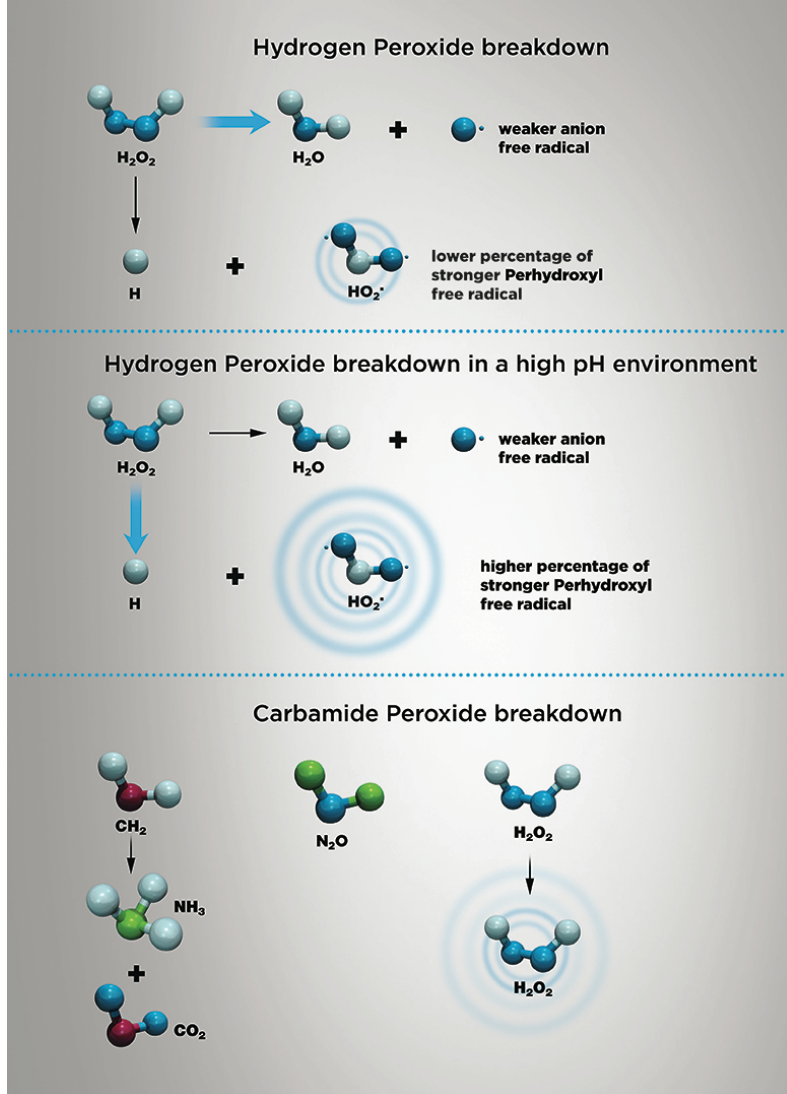 Hydrogen Peroxide breakdown
H₂O₂
H₂O
+
weaker anion
free radical
H
+
HO₂•
lower percentage of
stronger Perhydroxyl
free radical
Hydrogen Peroxide breakdown in a high pH environment
H₂O₂
H₂O
+
weaker anion
free radical
H
+
HO₂•
higher percentage of
stronger Perhydroxyl
free radical
Carbamide Peroxide breakdown
CH₂
N₂O
H₂O₂
NH₃
+
CO₂
H₂O₂